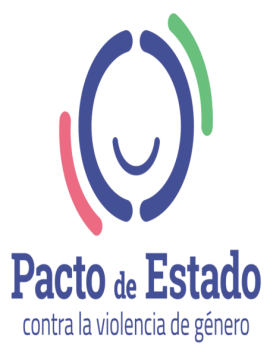 Pacto de Estado
contra la violencia de género